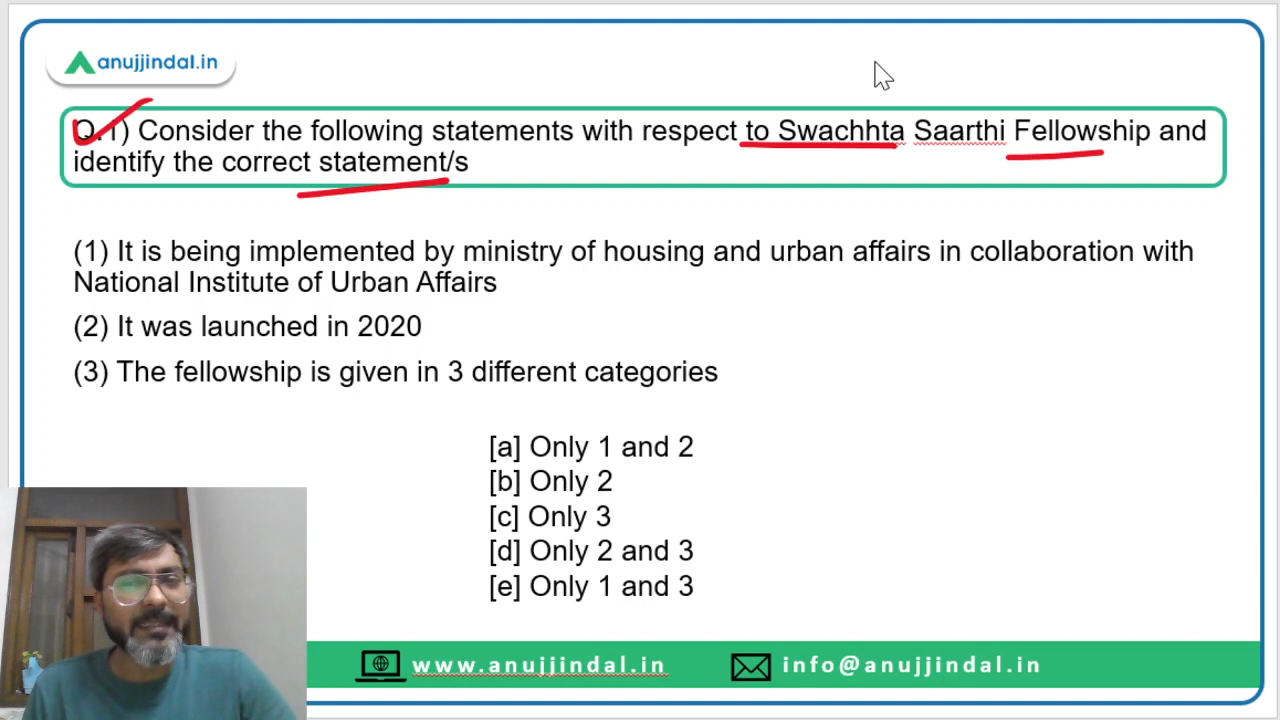 anujjindal.in
Q.1) Consider the following statements with respect to Swachhta Saarthi Fellowship and
identify the correct statement/s
(1) It is being implemented by ministry of housing and urban affairs in collaboration with
National Institute of Urban Affairs
(2) It was launched in 2020
(3) The fellowship is given in 3 different categories
[a] Only 1 and 2
[b] Only 2
[c] Only 3
[d] Only 2 and 3
[e] Only 1 and 3
www.anujjindal.in info@anujjindal.in